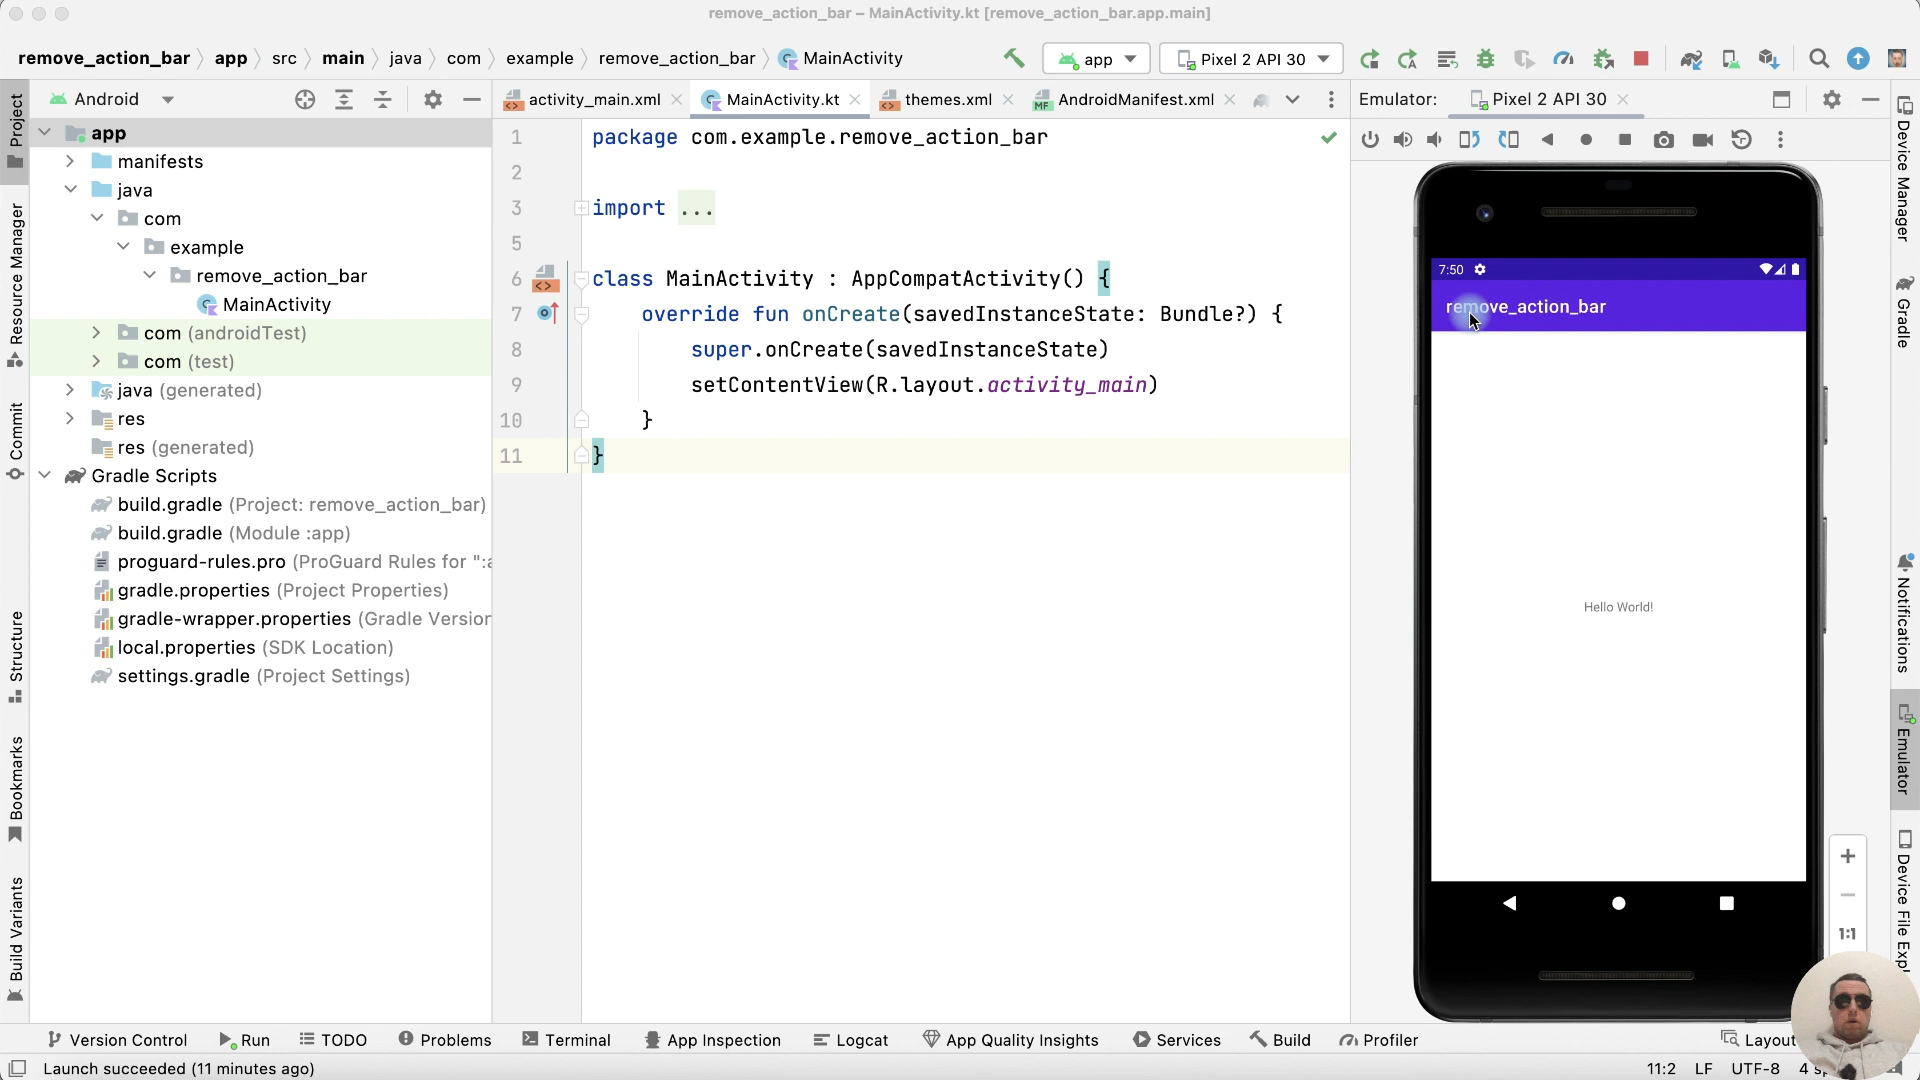 remove_action_bar – MainActivity.kt [remove_action_bar.app.main]
remove_action_bar app src main java com example remove_action_bar MainActivity
app
Pixel 2 API 30
Android
activity_main.xml
MainActivity.kt
themes.xml
AndroidManifest.xml
Emulator: Pixel 2 API 30
Project
Resource Manager
Commit
Structure
Bookmarks
Build Variants
app
manifests
java
com
example
remove_action_bar
MainActivity
com (androidTest)
com (test)
java (generated)
res
res (generated)
Gradle Scripts
build.gradle (Project: remove_action_bar)
build.gradle (Module :app)
proguard-rules.pro (ProGuard Rules for ":a
gradle.properties (Project Properties)
gradle-wrapper.properties (Gradle Version
local.properties (SDK Location)
settings.gradle (Project Settings)
1 package com.example.remove_action_bar
2
3 import ...
5
6 class MainActivity : AppCompatActivity() {
7 override fun onCreate(savedInstanceState: Bundle?) {
8 super.onCreate(savedInstanceState)
9 setContentView(R.layout.activity_main)
10 }
11 }
7:50
remove_action_bar
Hello World!
1:1
Device Manager
Gradle
Notifications
Emulator
Device File Expl
Version Control
Run
TODO
Problems
Terminal
App Inspection
Logcat
App Quality Insights
Services
Build
Profiler
Layout
Launch succeeded (11 minutes ago)
11:2 LF UTF-8 4 sp